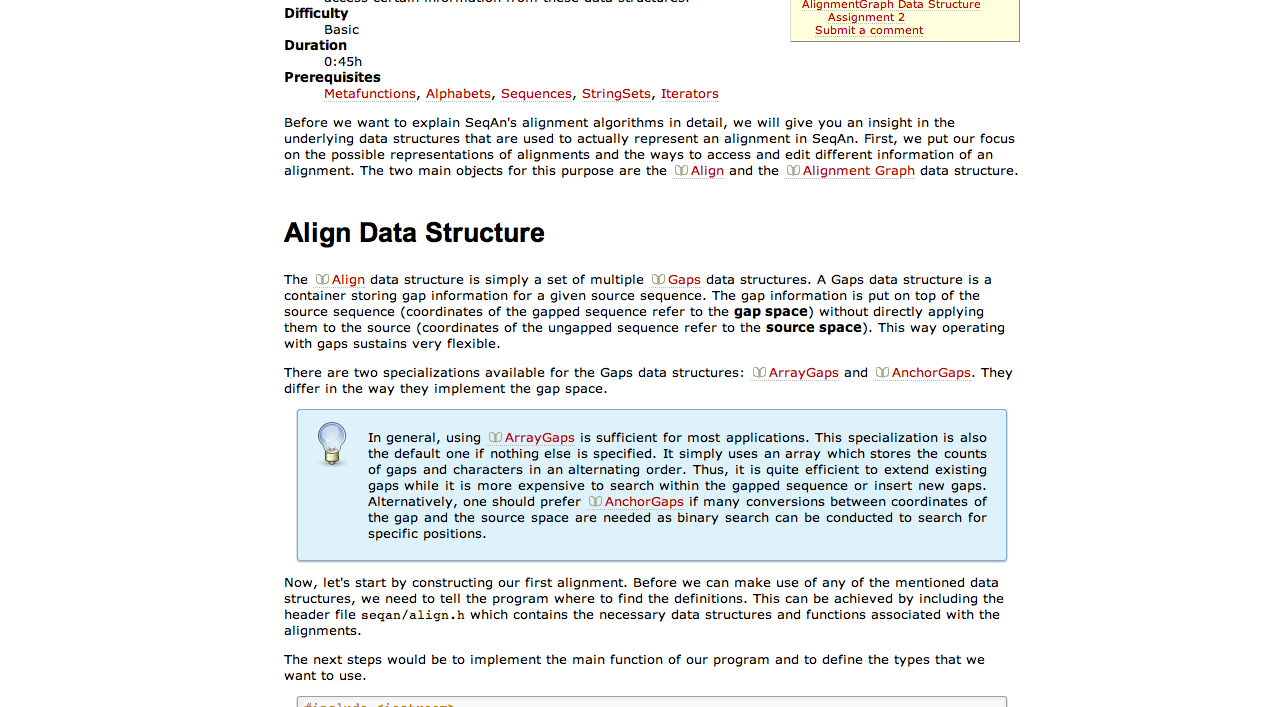 access certain information from these data structures.
AlignmentGraph Data Structure
Assignment 2
Submit a comment
Difficulty
Basic
Duration
0:45h
Prerequisites
Metafunctions, Alphabets, Sequences, StringSets, Iterators
Before we want to explain SeqAn's alignment algorithms in detail, we will give you an insight in the
underlying data structures that are used to actually represent an alignment in SeqAn. First, we put our focus
on the possible representations of alignments and the ways to access and edit different information of an
alignment. The two main objects for this purpose are the Align and the Alignment Graph data structure.
Align Data Structure
The Align data structure is simply a set of multiple Gaps data structures. A Gaps data structure is a
container storing gap information for a given source sequence. The gap information is put on top of the
source sequence (coordinates of the gapped sequence refer to the gap space) without directly applying
them to the source (coordinates of the ungapped sequence refer to the source space). This way operating
with gaps sustains very flexible.
There are two specializations available for the Gaps data structures: ArrayGaps and AnchorGaps. They
differ in the way they implement the gap space.
In general, using ArrayGaps is sufficient for most applications. This specialization is also
the default one if nothing else is specified. It simply uses an array which stores the counts
of gaps and characters in an alternating order. Thus, it is quite efficient to extend existing
gaps while it is more expensive to search within the gapped sequence or insert new gaps.
Alternatively, one should prefer AnchorGaps if many conversions between coordinates of
the gap and the source space are needed as binary search can be conducted to search for
specific positions.
Now, let's start by constructing our first alignment. Before we can make use of any of the mentioned data
structures, we need to tell the program where to find the definitions. This can be achieved by including the
header file seqan/align.h which contains the necessary data structures and functions associated with the
alignments.
The next steps would be to implement the main function of our program and to define the types that we
want to use.
#include <iostream>